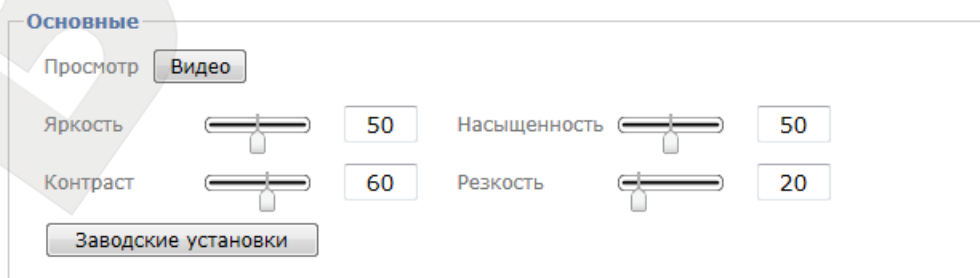 Основные
Просмотр Видео
Яркость 50 Насыщенность 50
Контраст 60 Резкость 20
Заводские установки